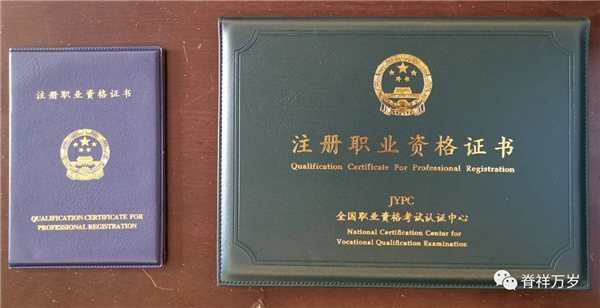 注册职业资格证书
QUALIFICATION CERTIFICATE FOR
PROFESSIONAL REGISTRATION
注册职业资格证书
Qualification Certificate For Professional Registration
JYPC
全国职业资格考试认证中心
National Certification Center for
Vocational Qualification Examination
脊祥万岁